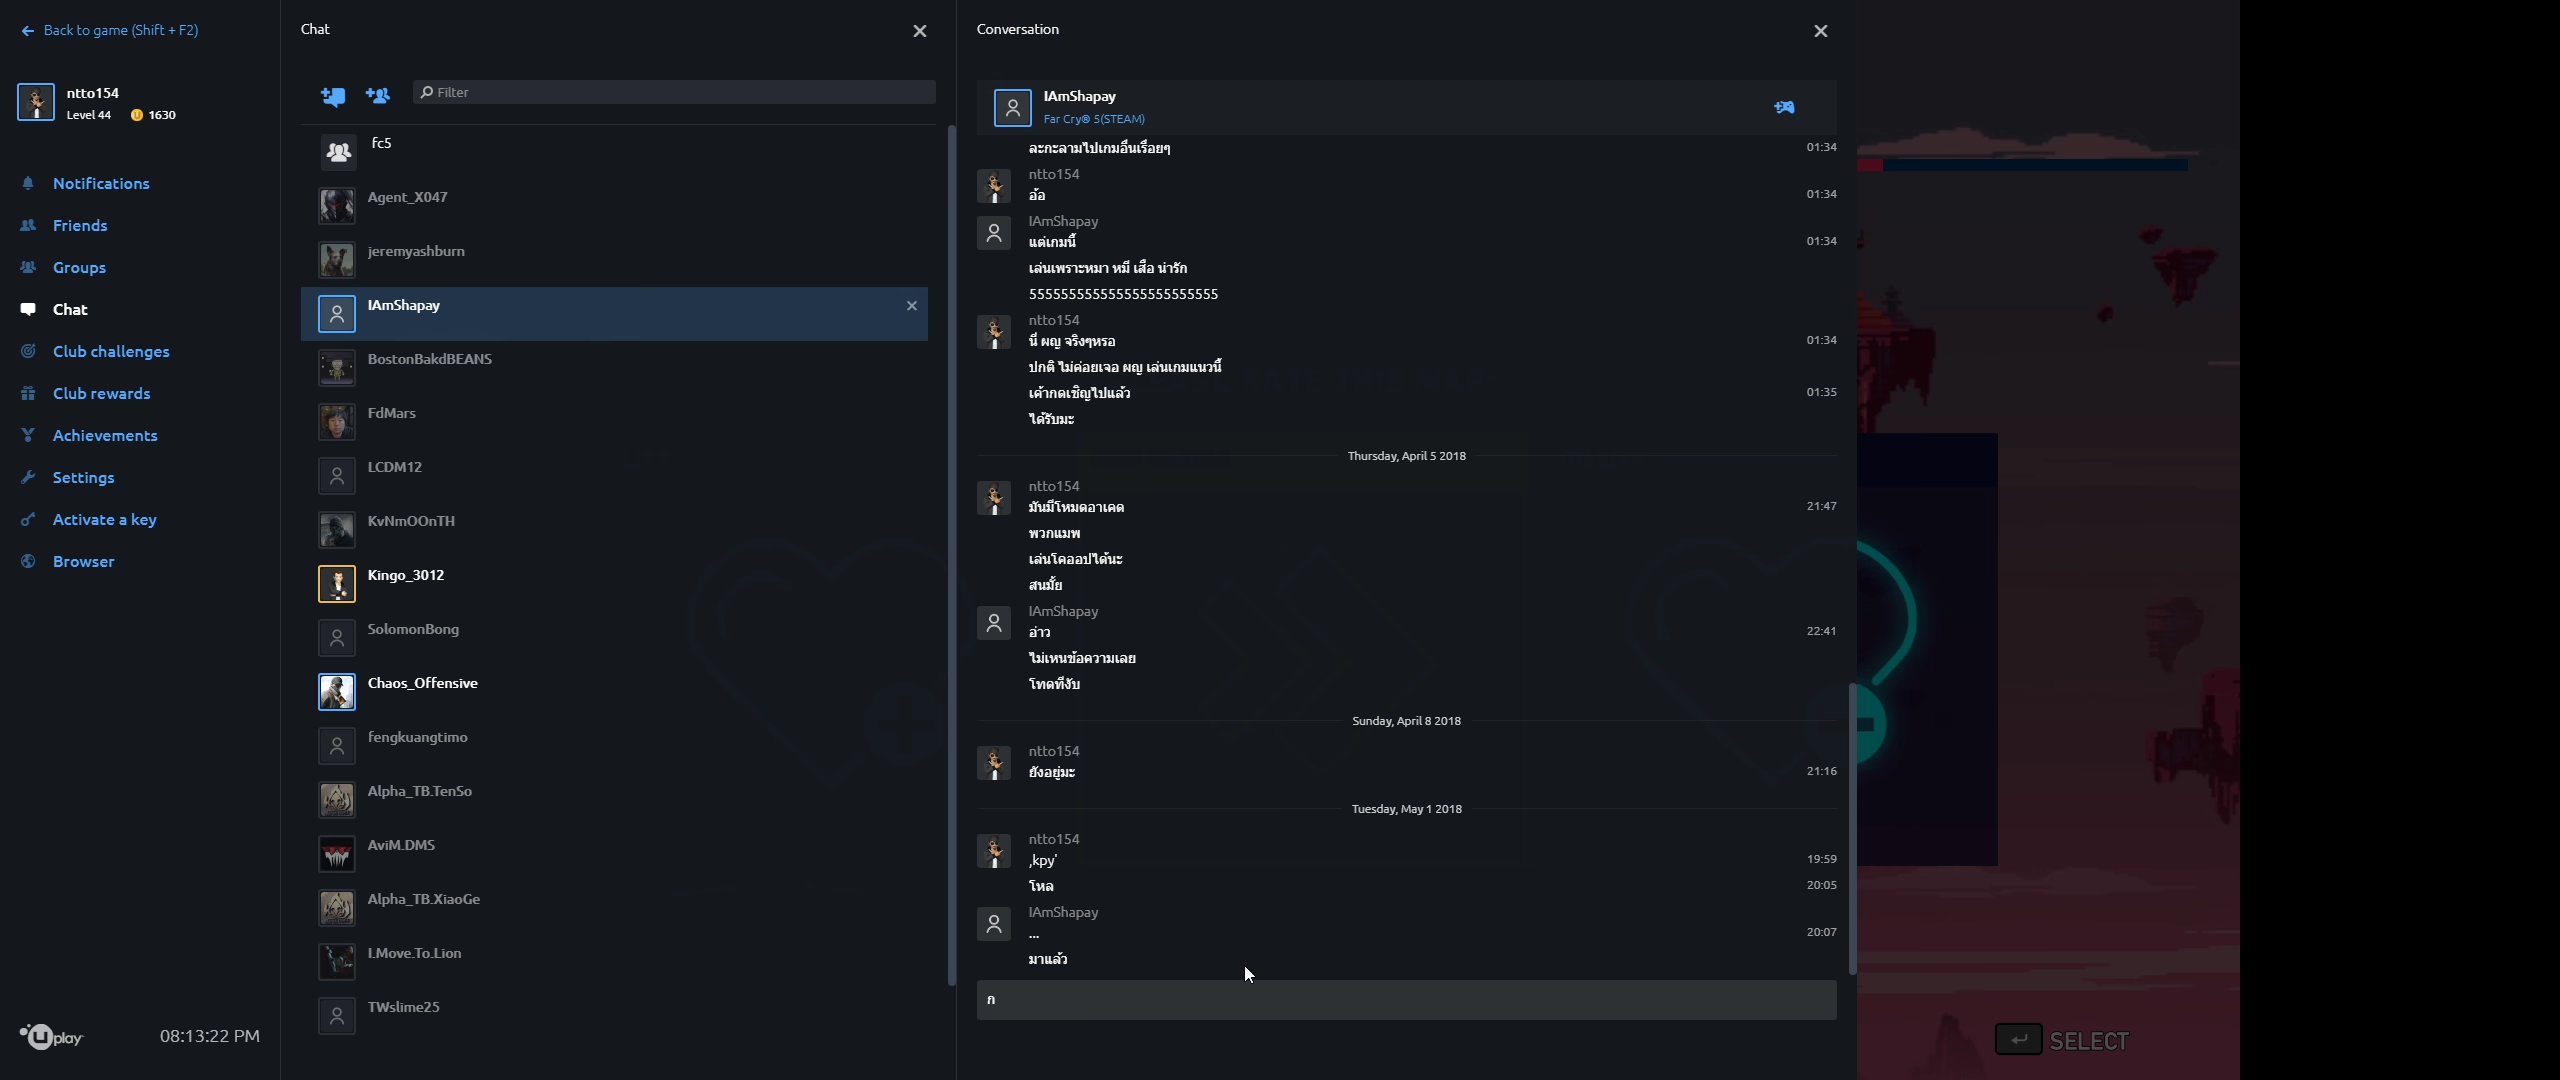 Back to game (Shift + F2)
ntto154
Level 44
1630
Notifications
Friends
Groups
Chat
Club challenges
Club rewards
Achievements
Settings
Activate a key
Browser
uplay
08:13:22 PM
Chat
Filter
fc5
Agent_X047
jeremyashburn
IAmShapay
BostonBakdBEANS
FdMars
LCDM12
KvNmOOnTH
Kingo_3012
SolomonBong
Chaos_Offensive
fengkuangtimo
Alpha_TB.TenSo
AviM.DMS
Alpha_TB.XiaoGe
I.Move.To.Lion
TWslime25
Conversation
IAmShapay
Far Cry® 5(STEAM)
ละกะลามไปเกมอื่นเรื่อยๆ 01:34
ntto154
อ้อ 01:34
IAmShapay
แต่เกมนี้ 01:34
เล่นเพราะหมา หมี เสือ น่ารัก
555555555555555555555555
ntto154
นี่ ผญ จริงๆหรอ 01:34
ปกติ ไม่ค่อยเจอ ผญ เล่นเกมแนวนี้
เค้ากดเชิญไปแล้ว 01:35
ได้รับมะ
Thursday, April 5 2018
ntto154
มันมีโหมดอาเคด 21:47
พวกแมพ
เล่นโคออปได้นะ
สนมั้ย
IAmShapay
อ่าว 22:41
ไม่เหนข้อความเลย
โทดที่งับ
Sunday, April 8 2018
ntto154
ยังอยู่มะ 21:16
Tuesday, May 1 2018
ntto154
,kpy' 19:59
โหล 20:05
IAmShapay
... 20:07
มาแล้ว
ก
SELECT